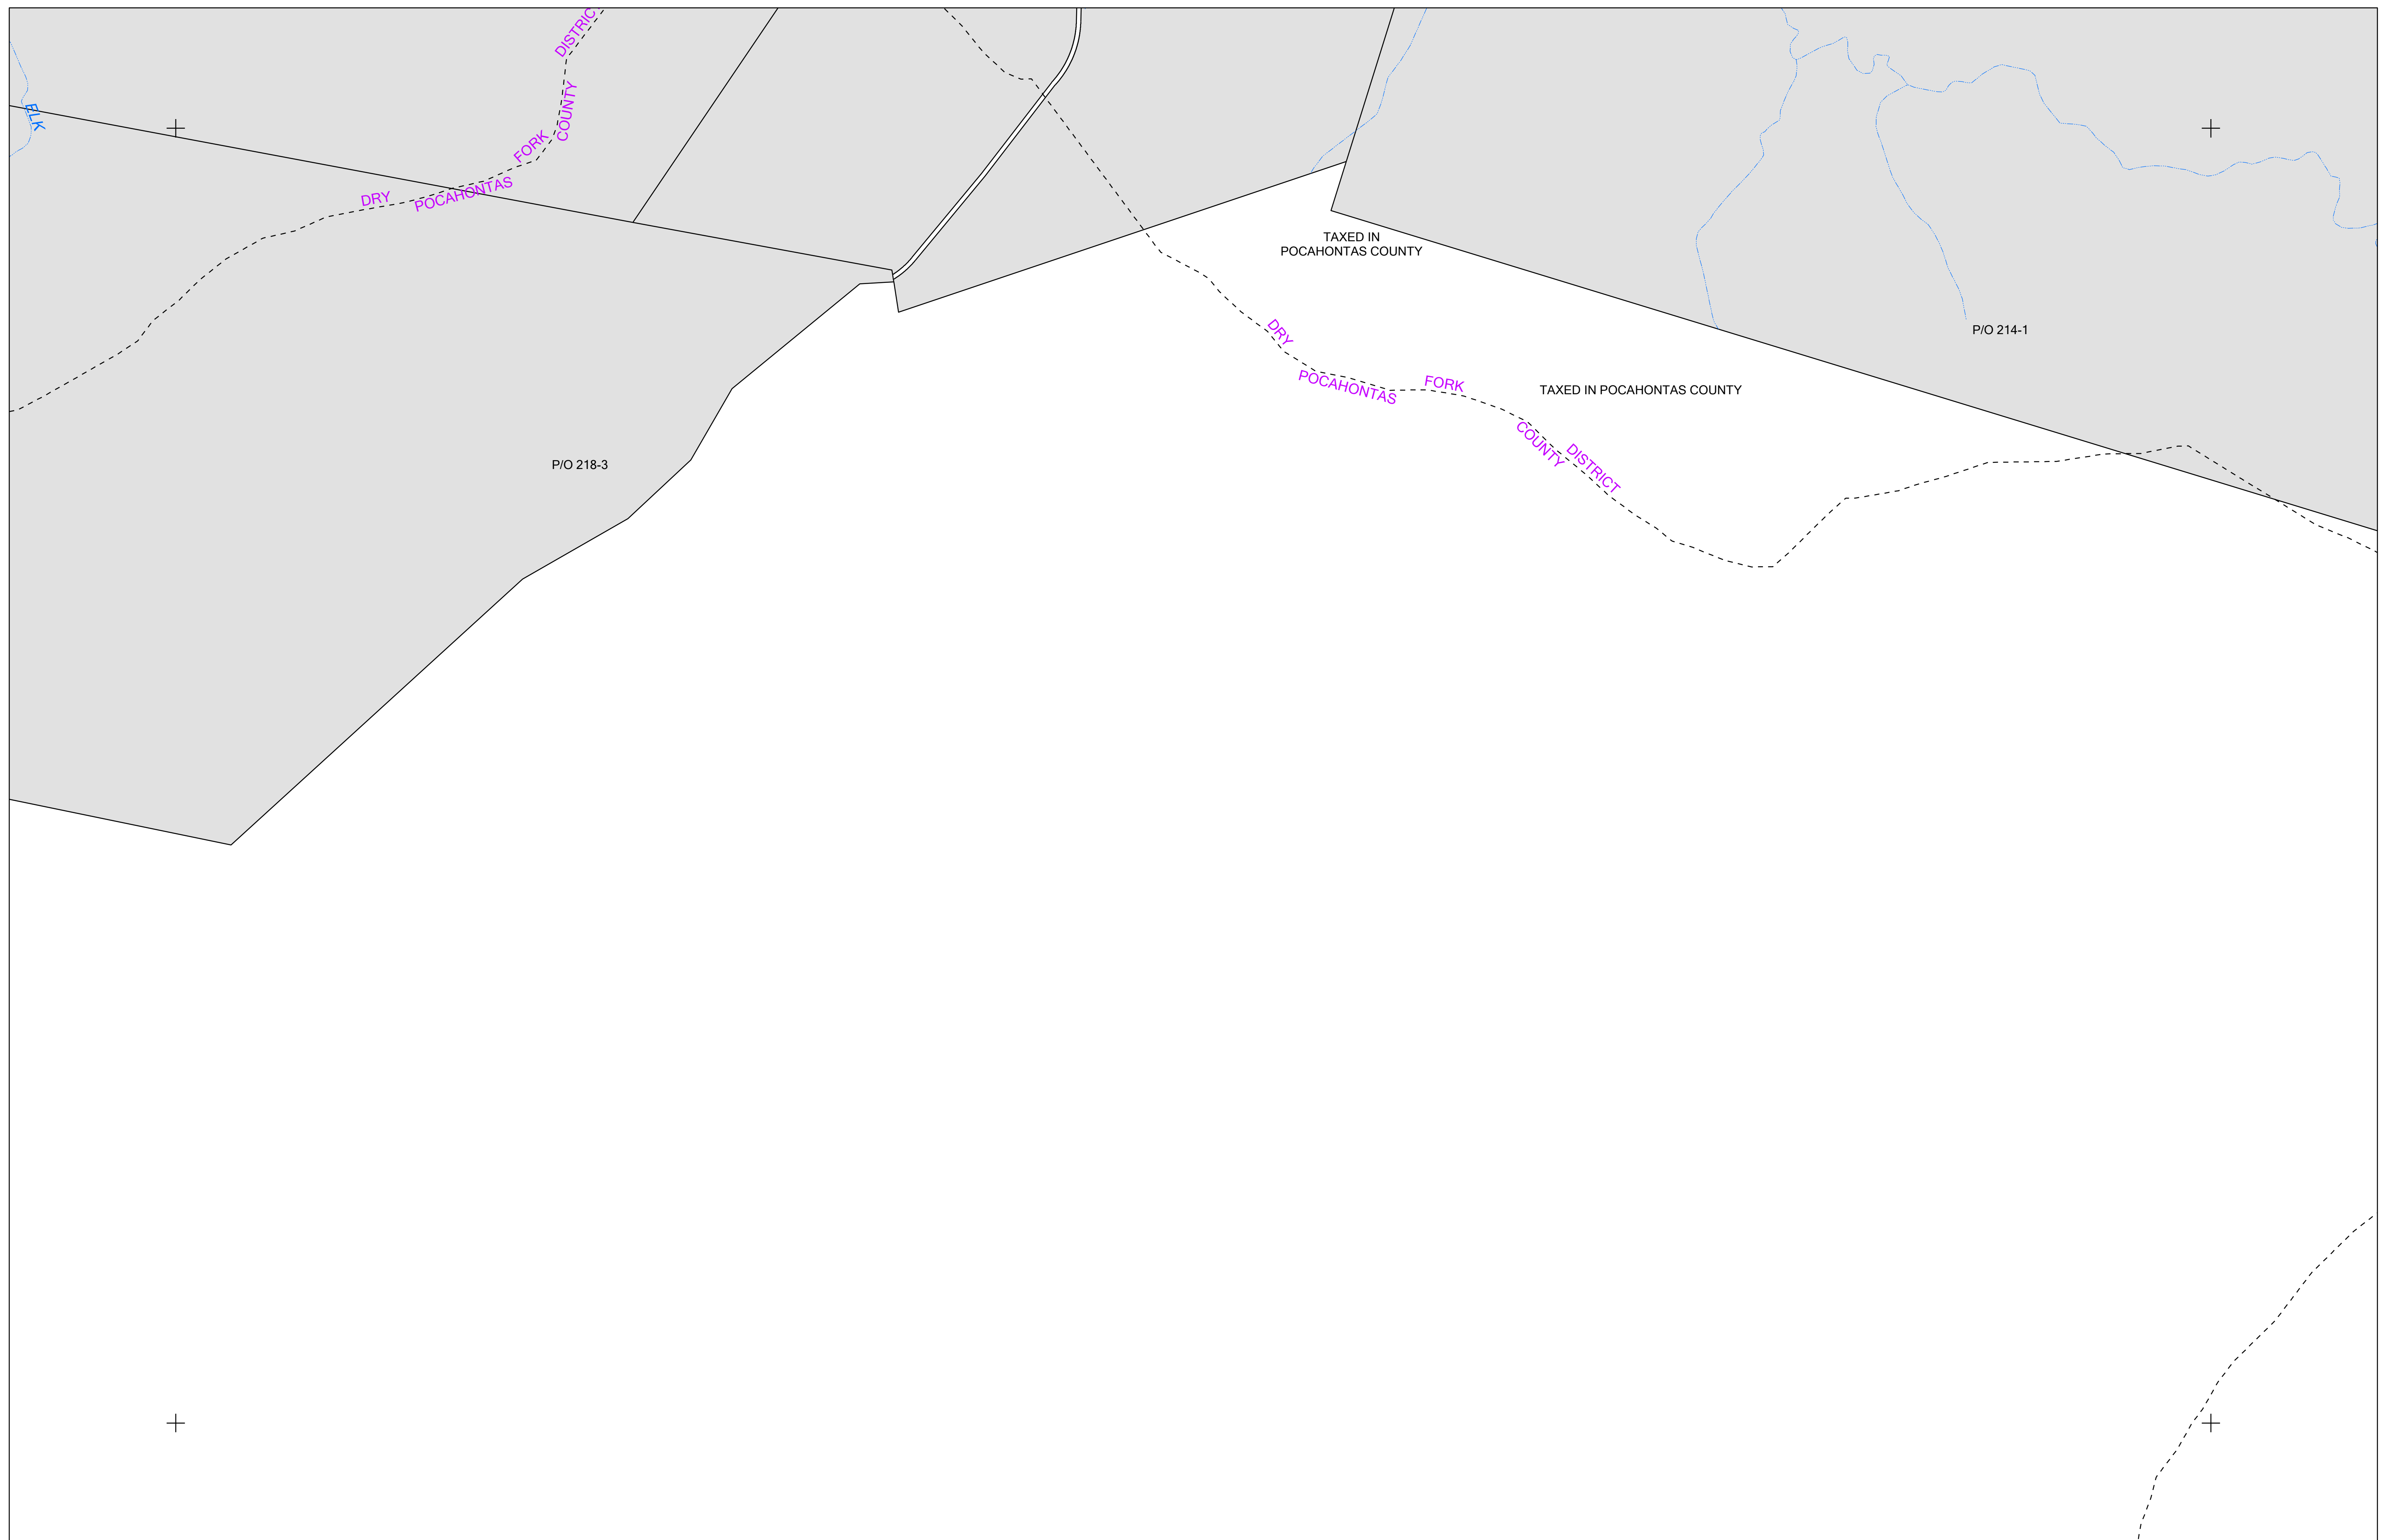 DISTRICT
COUNTY
FORK
ELK
DRY
POCAHONTAS
TAXED IN
POCAHONTAS COUNTY
P/O 214-1
DRY
POCAHONTAS
FORK
TAXED IN POCAHONTAS COUNTY
COUNTY
DISTRICT
P/O 218-3